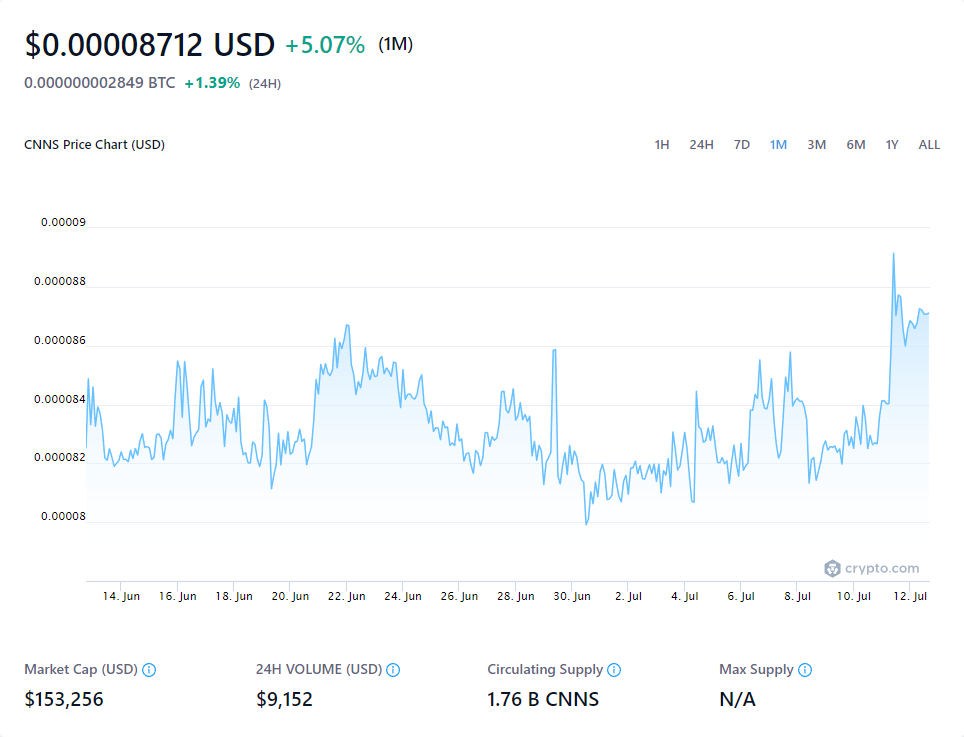 $0.00008712 USD +5.07% (1M)
0.000000002849 BTC +1.39% (24H)
CNNS Price Chart (USD) 1H 24H 7D 1M 3M 6M 1Y ALL
0.00009
0.000088
0.000086
0.000084
0.000082
0.00008
crypto.com
14. Jun 16. Jun 18. Jun 20. Jun 22. Jun 24. Jun 26. Jun 28. Jun 30. Jun 2. Jul 4. Jul 6. Jul 8. Jul 10. Jul 12. Jul
Market Cap (USD) 24H VOLUME (USD) Circulating Supply Max Supply
$153,256 $9,152 1.76 B CNNS N/A